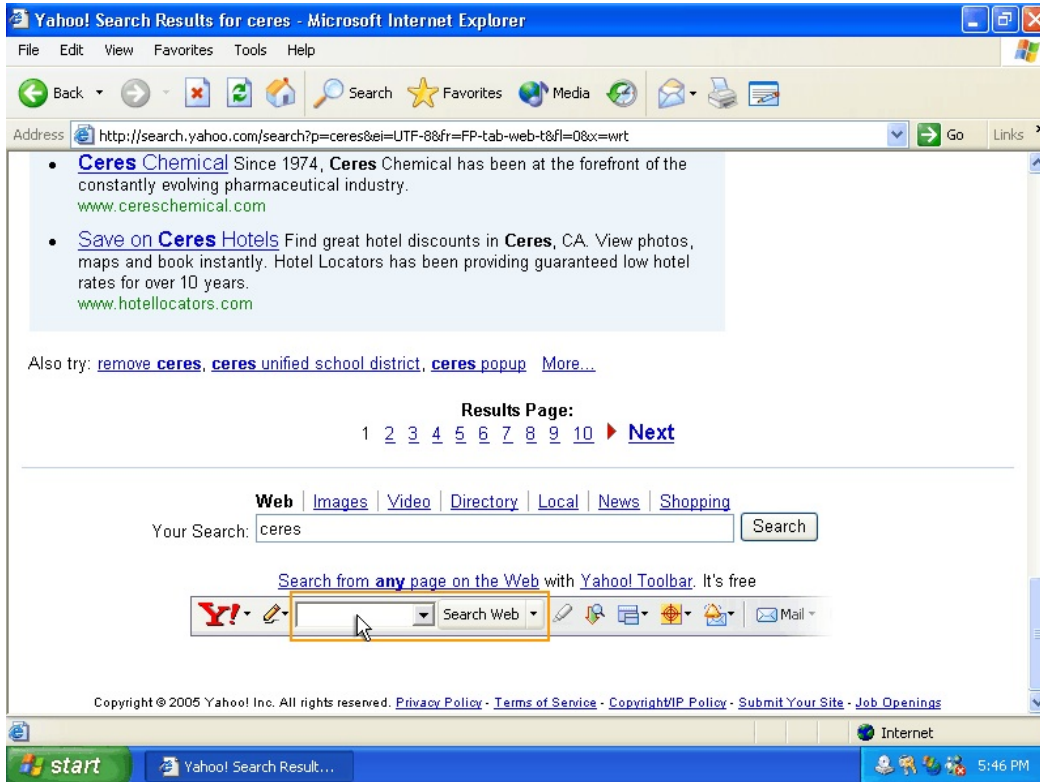 Yahoo! Search Results for ceres - Microsoft Internet Explorer
File Edit View Favorites Tools Help
Back Search Favorites Media
Address http://search.yahoo.com/search?p=ceres&ei=UTF-8&fr=FP-tab-web-t&fl=0&x=wrt Go Links
• Ceres Chemical Since 1974, Ceres Chemical has been at the forefront of the
constantly evolving pharmaceutical industry.
www.cereschemical.com
• Save on Ceres Hotels Find great hotel discounts in Ceres, CA. View photos,
maps and book instantly. Hotel Locators has been providing guaranteed low hotel
rates for over 10 years.
www.hotellocators.com
Also try: remove ceres, ceres unified school district, ceres popup More...
Results Page:
1 2 3 4 5 6 7 8 9 10 Next
Web | Images | Video | Directory | Local | News | Shopping
Your Search: ceres Search
Search from any page on the Web with Yahoo! Toolbar. It's free
Y! Search Web Mail
Copyright © 2005 Yahoo! Inc. All rights reserved. Privacy Policy - Terms of Service - Copyright/IP Policy - Submit Your Site - Job Openings
Internet
start Yahoo! Search Result... 5:46 PM